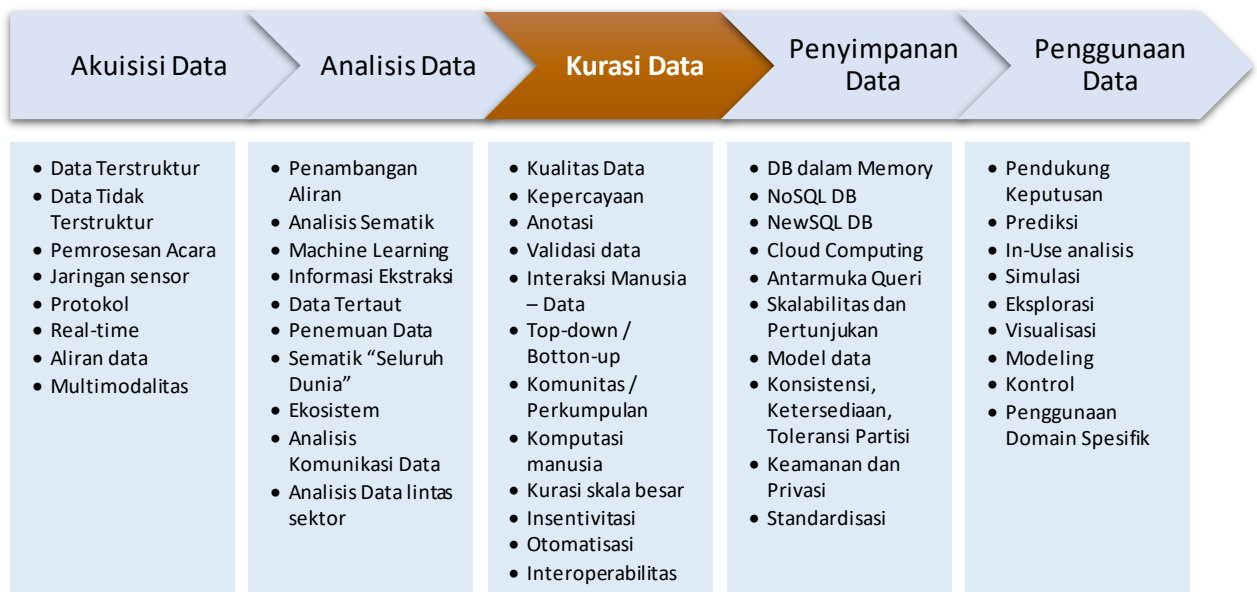 Akuisisi Data
Analisis Data
Kurasi Data
Penyimpanan
Data
Penggunaan
Data
• Data Terstruktur
• Data Tidak
Terstruktur
• Pemrosesan Acara
• Jaringan sensor
• Protokol
• Real-time
• Aliran data
• Multimodalitas
• Penambangan
Aliran
• Analisis Sematik
• Machine Learning
• Informasi Ekstraksi
• Data Tertaut
• Penemuan Data
• Sematik “Seluruh
Dunia”
• Ekosistem
• Analisis
Komunikasi Data
• Analisis Data lintas
sektor
• Kualitas Data
• Kepercayaan
• Anotasi
• Validasi data
• Interaksi Manusia
– Data
• Top-down /
Botton-up
• Komunitas /
Perkumpulan
• Komputasi
manusia
• Kurasi skala besar
• Insentivitasi
• Otomatisasi
• Interoperabilitas
• DB dalam Memory
• NoSQL DB
• NewSQL DB
• Cloud Computing
• Antarmuka Queri
• Skalabilitas dan
Pertunjukan
• Model data
• Konsistensi,
Ketersediaan,
Toleransi Partisi
• Keamanan dan
Privasi
• Standardisasi
• Pendukung
Keputusan
• Prediksi
• In-Use analisis
• Simulasi
• Eksplorasi
• Visualisasi
• Modeling
• Kontrol
• Penggunaan
Domain Spesifik